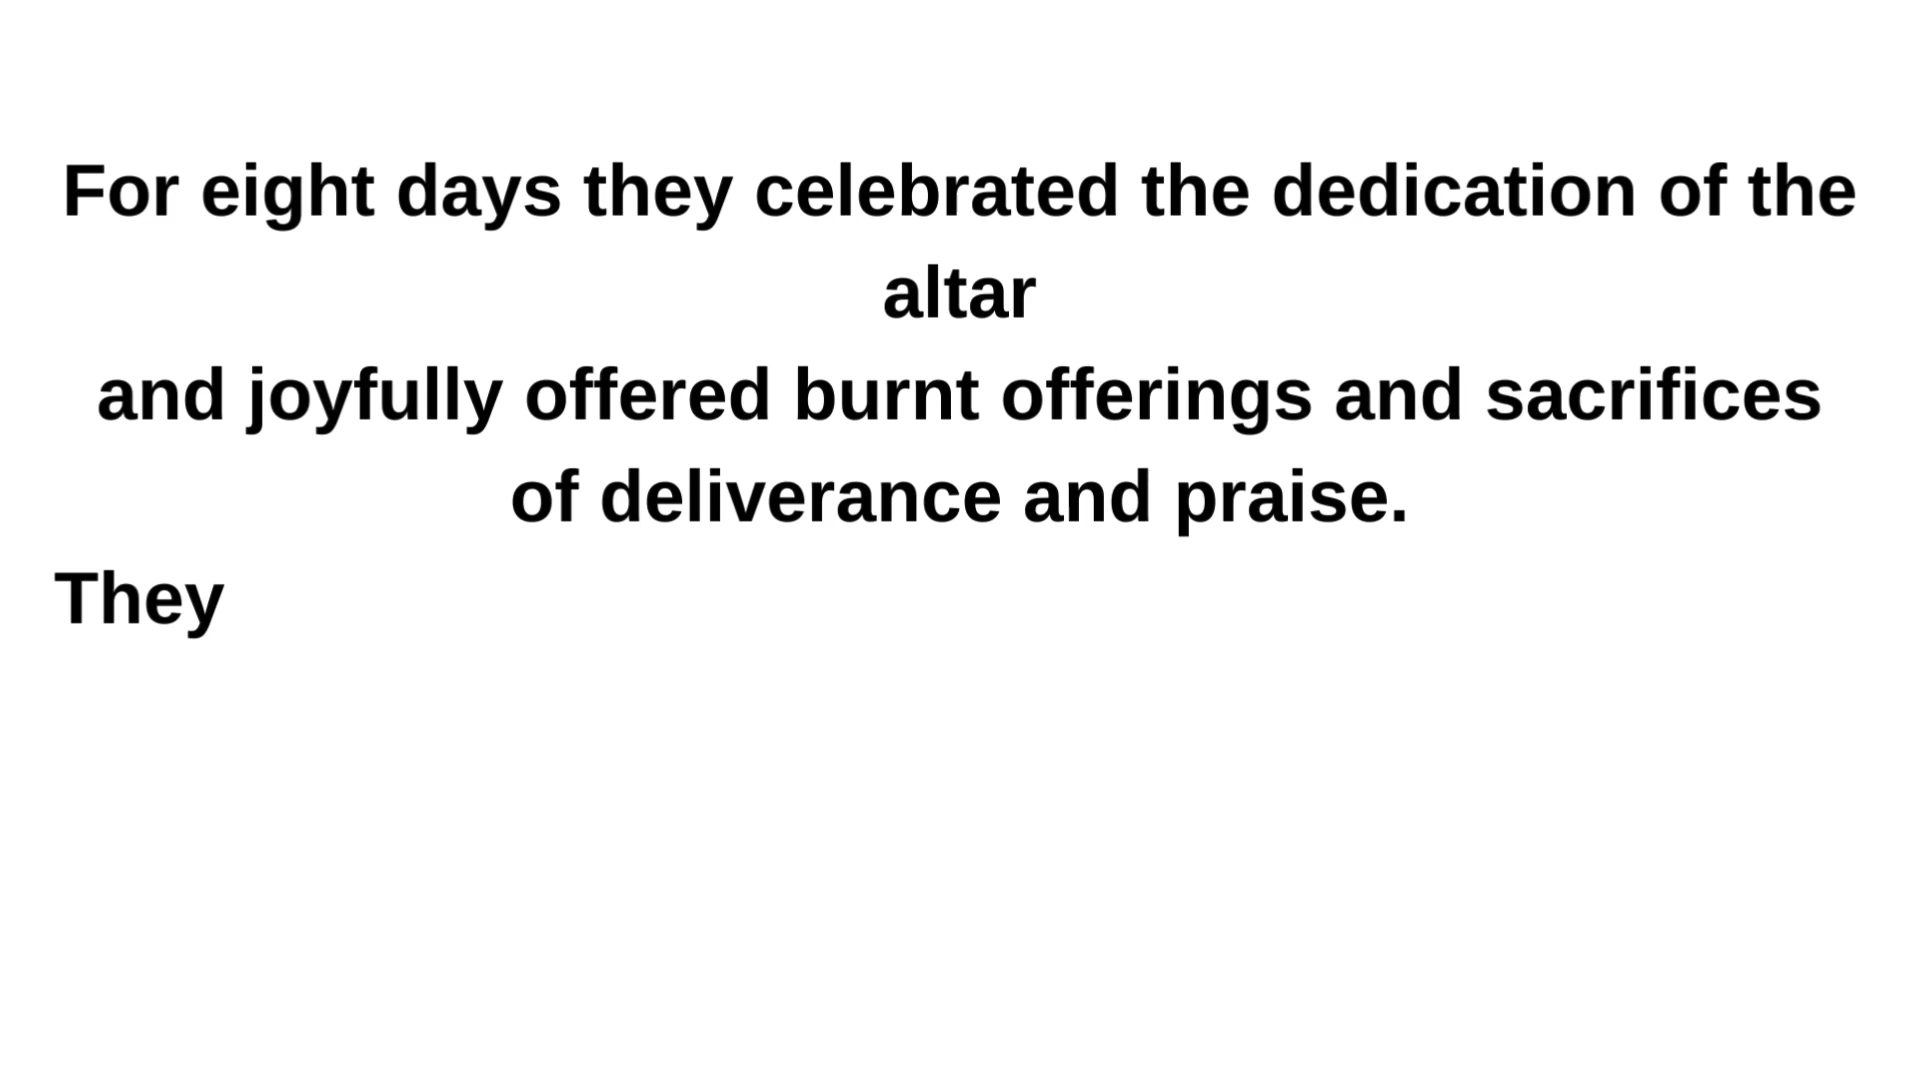 For eight days they celebrated the dedication of the
altar
and joyfully offered burnt offerings and sacrifices
of deliverance and praise.
They